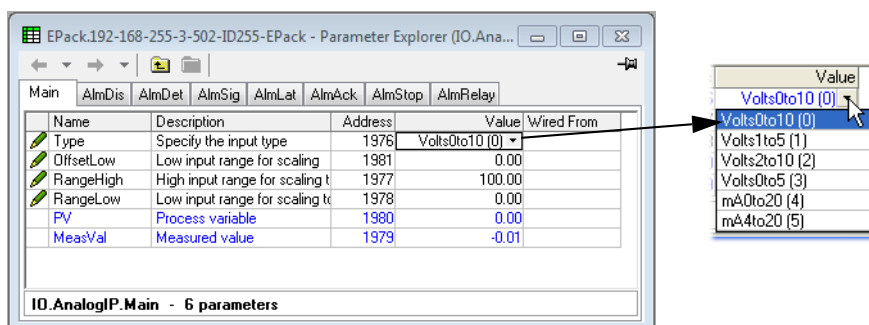 EPack.192-168-255-3-502-ID255-EPack - Parameter Explorer (IO.Ana...
Main AlmDis AlmDet AlmSig AlmLat AlmAck AlmStop AlmRelay
Name Description Address Value Wired From
Type Specify the input type 1976 Volts0to10 (0)
OffsetLow Low input range for scaling 1981 0.00
RangeHigh High input range for scaling t 1977 100.00
RangeLow Low input range for scaling to 1978 0.00
PV Process variable 1980 0.00
MeasVal Measured value 1979 -0.01
IO.AnalogIP.Main - 6 parameters
Value
Volts0to10 (0)
Volts0to10 (0)
Volts1to5 (1)
Volts2to10 (2)
Volts0to5 (3)
mA0to20 (4)
mA4to20 (5)